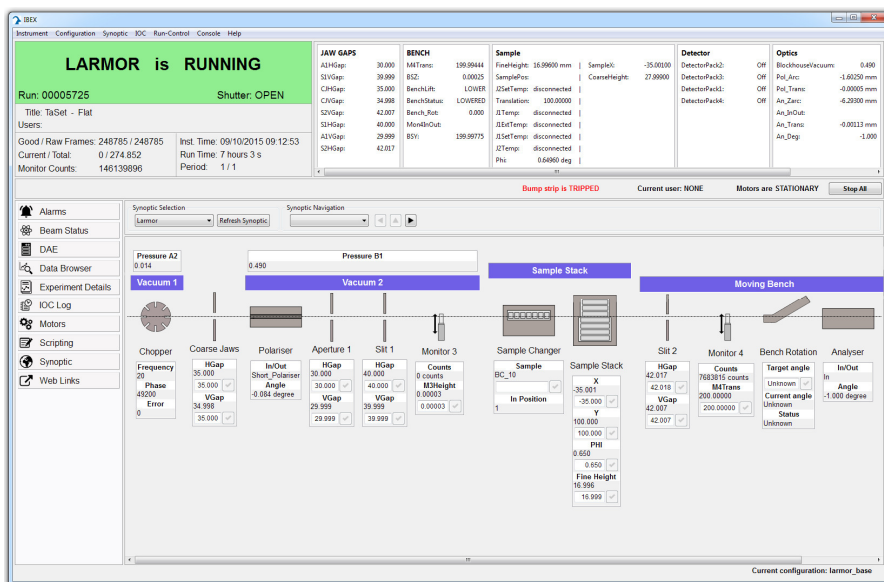 IBEX
Instrument Configuration Synoptic IOC Run-Control Console Help
LARMOR is RUNNING
Run: 00005725 Shutter: OPEN
Title: TaSet - Flat
Users:
Good / Raw Frames: 248785 / 248785
Current / Total: 0 / 274.852
Monitor Counts: 146139896
Inst. Time: 09/10/2015 09:12:53
Run Time: 7 hours 3 s
Period: 1 / 1
JAW GAPS
A1HGap: 30.000
S1VGap: 39.999
CJHGap: 35.000
CJVGap: 34.998
S2VGap: 42.007
S1HGap: 40.000
A1VGap: 29.999
S2HGap: 42.017
BENCH
M4Trans: 199.99444
BSZ: 0.00025
BenchLift: LOWER
BenchStatus: LOWERED
Bench_Rot: 0.000
Mon4InOut:
BSY: 199.99775
Sample
FineHeight: 16.99600 mm | SampleX: -35.00100
SamplePos: | CoarseHeight: 27.99900
J2SetTemp: disconnected |
Translation: 100.00000 |
J1Temp: disconnected |
J1ExtTemp: disconnected |
J1SetTemp: disconnected |
J2Temp: disconnected |
Phi: 0.64960 deg |
Detector
DetectorPack2: Off
DetectorPack3: Off
DetectorPack1: Off
DetectorPack4: Off
Optics
BlockhouseVacuum: 0.490
Pol_Arc: -1.60250 mm
Pol_Trans: -0.00005 mm
An_Zarc: -6.29300 mm
An_InOut:
An_Trans: -0.00113 mm
An_Deg: -1.000
Bump strip is TRIPPED Current user: NONE Motors are STATIONARY Stop All
Alarms
Beam Status
DAE
Data Browser
Experiment Details
IOC Log
Motors
Scripting
Synoptic
Web Links
Synoptic Selection
Larmor Refresh Synoptic
Synoptic Navigation
Pressure A2
0.014
Vacuum 1
Pressure B1
0.490
Vacuum 2
Sample Stack
Moving Bench
Chopper
Frequency
20
Phase
49200
Error
0
Coarse Jaws
HGap
35.000
35.000
VGap
34.998
35.000
Polariser
In/Out
Short_Polariser
Angle
-0.084 degree
Aperture 1
HGap
30.000
30.000
VGap
29.999
29.999
Slit 1
HGap
40.000
40.000
VGap
39.999
39.999
Monitor 3
Counts
0 counts
M3Height
0.00003
0.00003
Sample Changer
Sample
BC_10
In Position
1
Sample Stack
X
-35.001
-35.000
Y
100.000
100.000
PHI
0.650
0.650
Fine Height
16.996
16.999
Slit 2
HGap
42.017
42.018
VGap
42.007
42.007
Monitor 4
Counts
7683815 counts
M4Trans
200.00000
200.00000
Bench Rotation
Target angle
Unknown
Current angle
Unknown
Status
Unknown
Analyser
In/Out
In
Angle
-1.000 degree
Current configuration: larmor_base